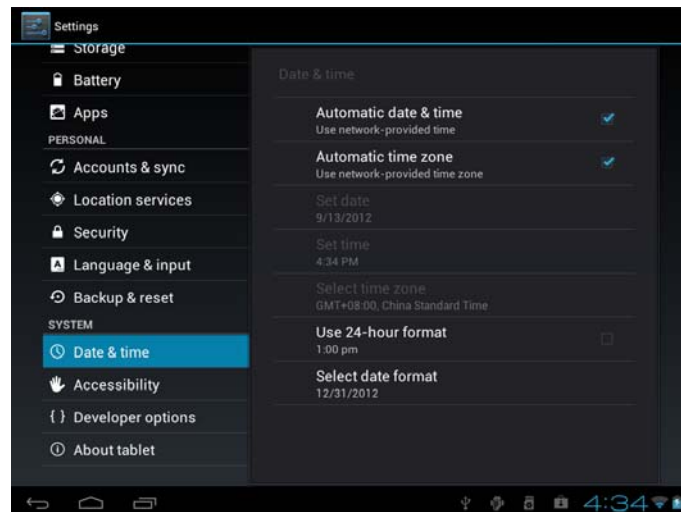 Settings
Storage
Battery
Apps
PERSONAL
Accounts & sync
Location services
Security
Language & input
Backup & reset
SYSTEM
Date & time
Accessibility
{ } Developer options
About tablet
Date & time
Automatic date & time
Use network-provided time
Automatic time zone
Use network-provided time zone
Set date
9/13/2012
Set time
4:34 PM
Select time zone
GMT+08:00, China Standard Time
Use 24-hour format
1:00 pm
Select date format
12/31/2012
4:34